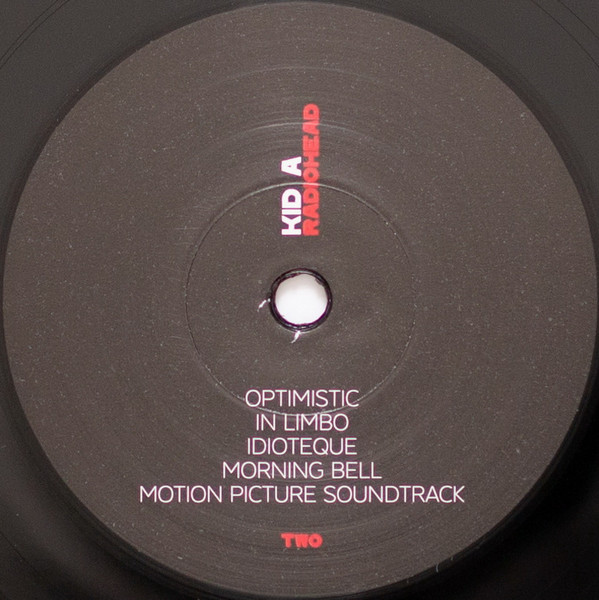 KID A
RADIOHEAD
OPTIMISTIC
IN LIMBO
IDIOTEQUE
MORNING BELL
MOTION PICTURE SOUNDTRACK
TWO